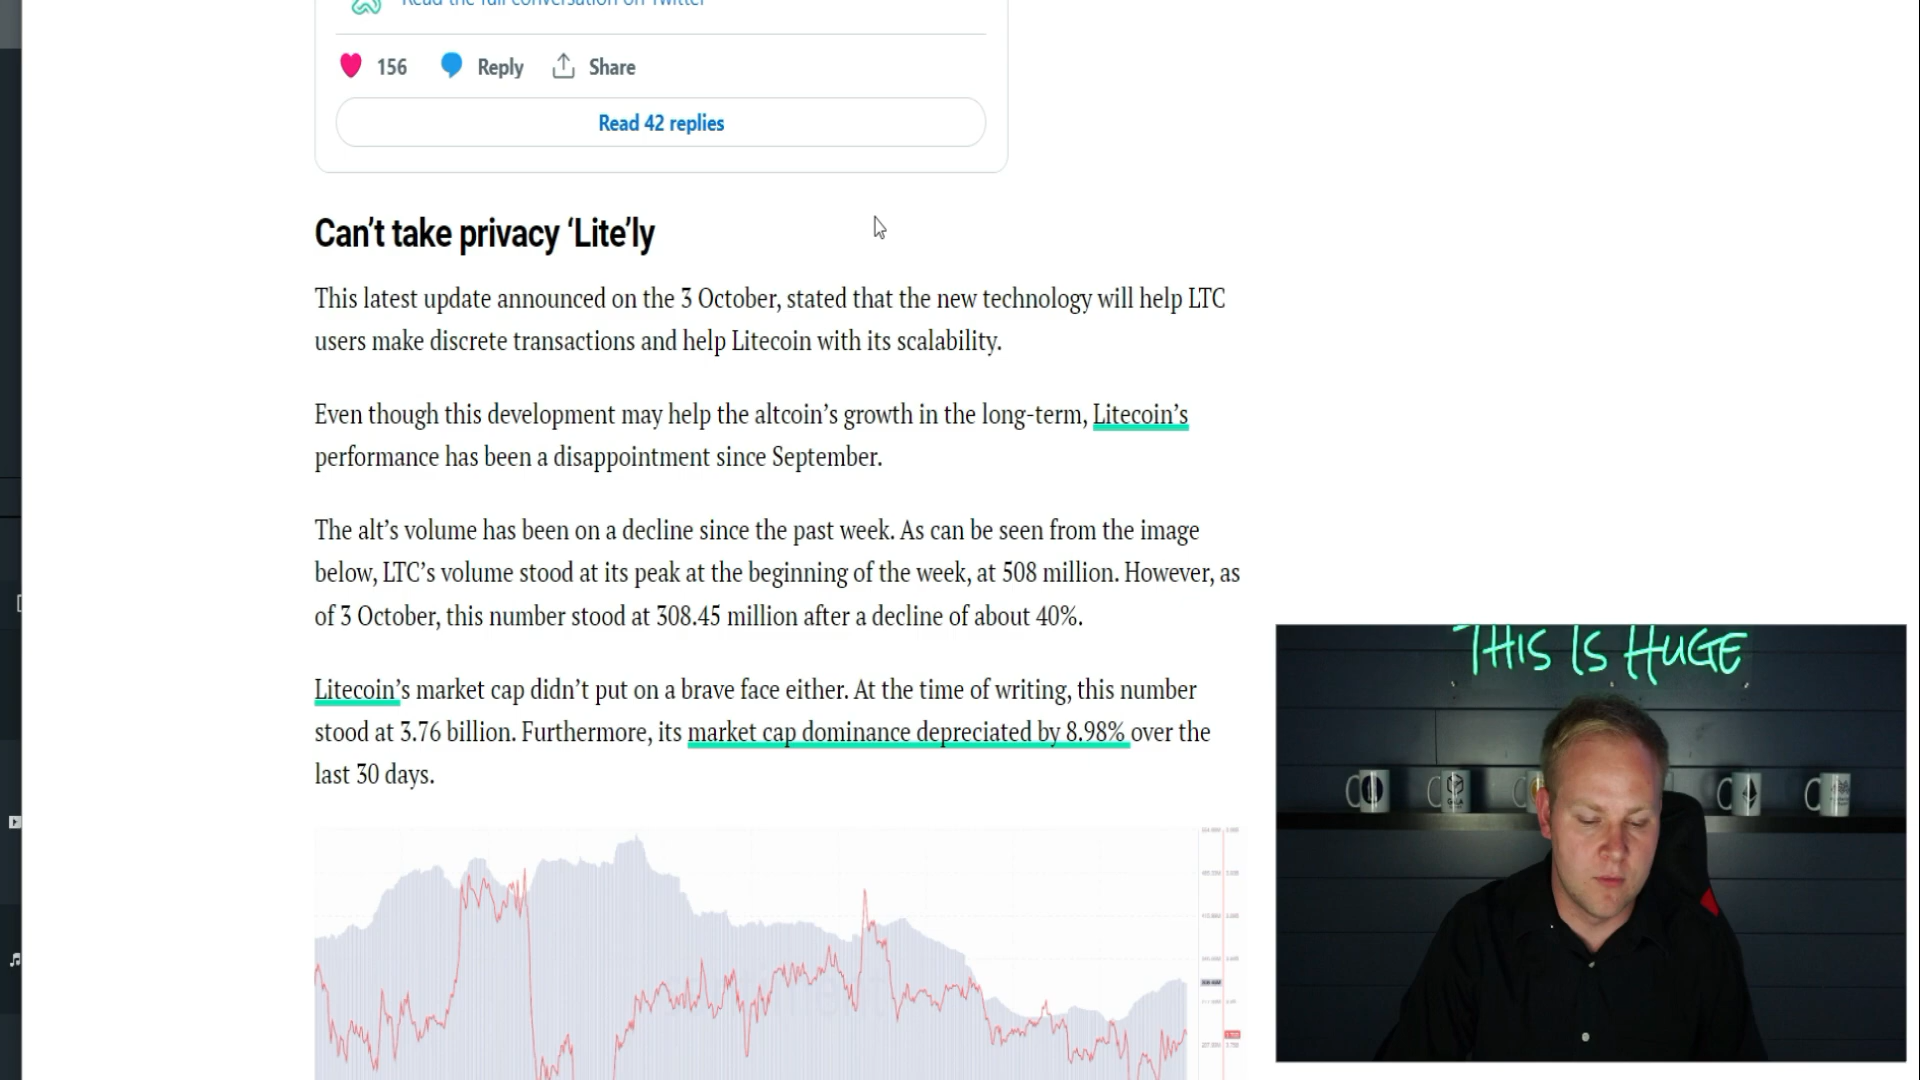 Read the full conversation on Twitter
156 Reply Share
Read 42 replies
Can’t take privacy ‘Lite’ly
This latest update announced on the 3 October, stated that the new technology will help LTC
users make discrete transactions and help Litecoin with its scalability.
Even though this development may help the altcoin’s growth in the long-term, Litecoin’s
performance has been a disappointment since September.
The alt’s volume has been on a decline since the past week. As can be seen from the image
below, LTC’s volume stood at its peak at the beginning of the week, at 508 million. However, as
of 3 October, this number stood at 308.45 million after a decline of about 40%.
Litecoin’s market cap didn’t put on a brave face either. At the time of writing, this number
stood at 3.76 billion. Furthermore, its market cap dominance depreciated by 8.98% over the
last 30 days.
THIS IS HUGE
GALA